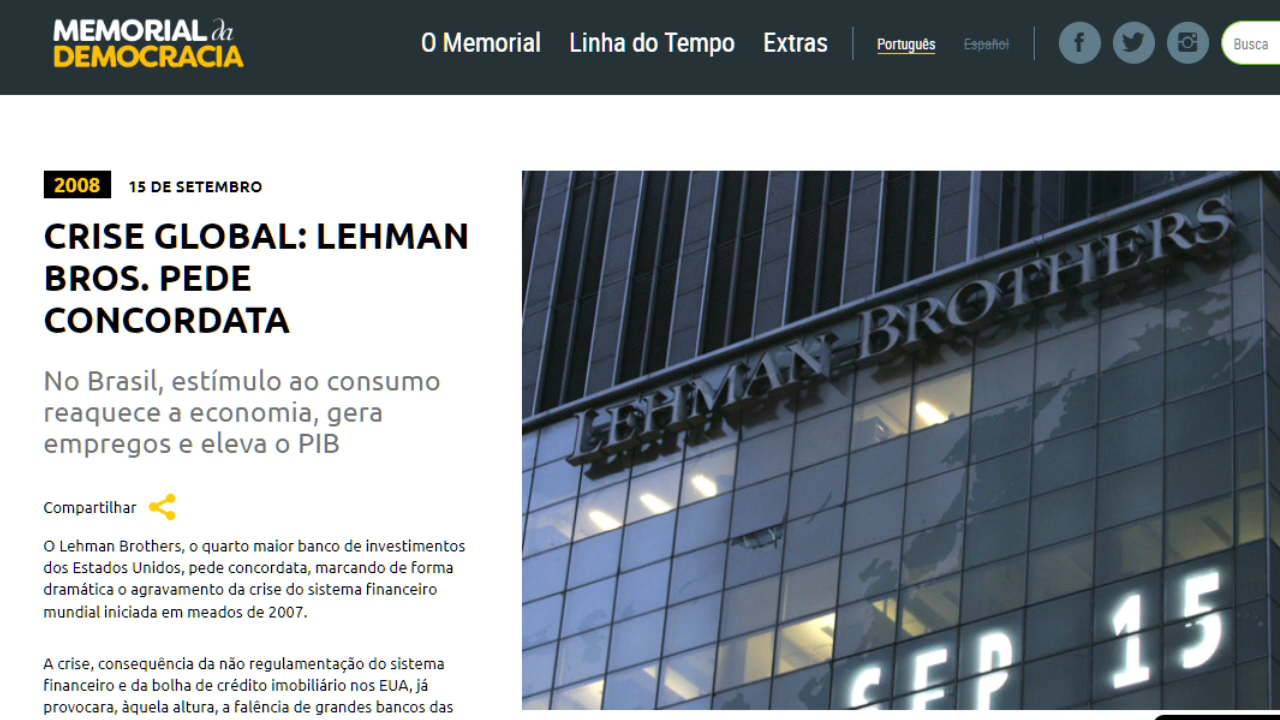 MEMORIAL da
DEMOCRACIA
O Memorial
Linha do Tempo
Extras
Português
Español
Busca
2008
15 DE SETEMBRO
CRISE GLOBAL: LEHMAN
BROS. PEDE
CONCORDATA
No Brasil, estímulo ao consumo
reaquece a economia, gera
empregos e eleva o PIB
Compartilhar
O Lehman Brothers, o quarto maior banco de investimentos
dos Estados Unidos, pede concordata, marcando de forma
dramática o agravamento da crise do sistema financeiro
mundial iniciada em meados de 2007.
A crise, consequência da não regulamentação do sistema
financeiro e da bolha de crédito imobiliário nos EUA, já
provocara, àquela altura, a falência de grandes bancos das
LEHMAN BROTHERS
SEP 15